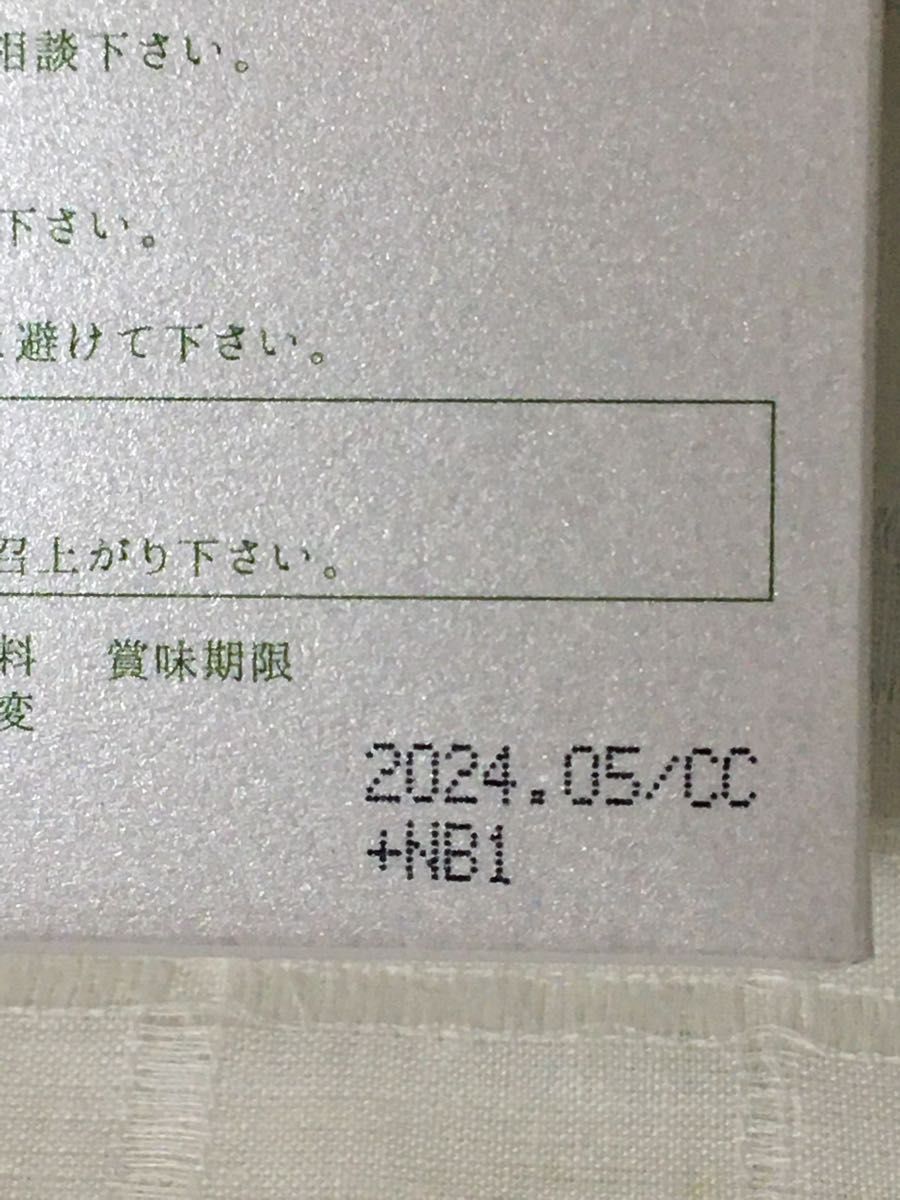 相談下さい。
下さい。
避けて下さい。
召上がり下さい。
料 賞味期限
変
2024.05/CC
+NB1